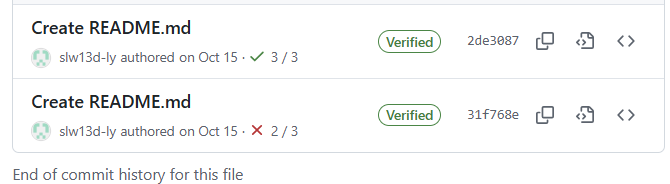 Create README.md
slw13d-ly authored on Oct 15 · ✓ 3 / 3
Verified
2de3087
Create README.md
slw13d-ly authored on Oct 15 · ✗ 2 / 3
Verified
31f768e
End of commit history for this file